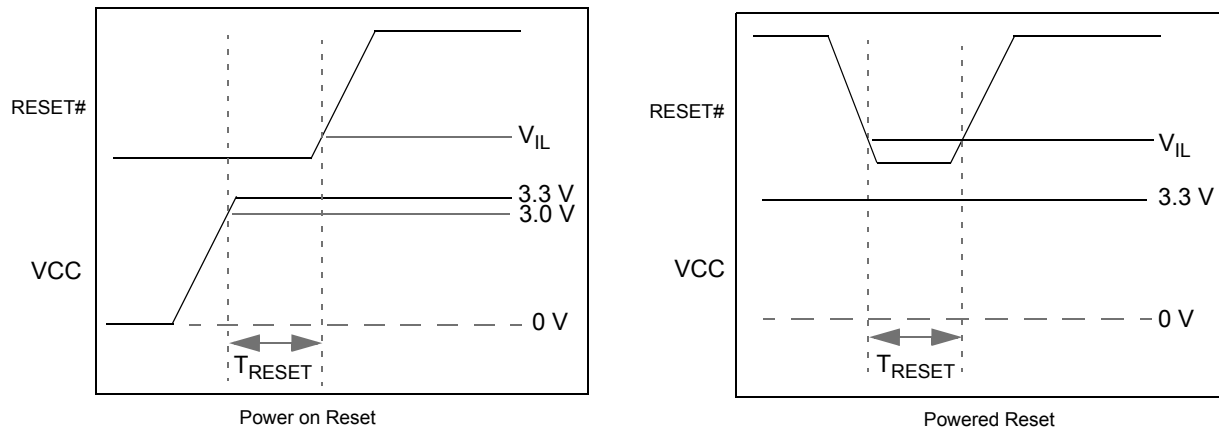 RESET#
VIL
3.3 V
3.0 V
VCC
0 V
TRESET
Power on Reset
RESET#
VIL
3.3 V
VCC
0 V
TRESET
Powered Reset